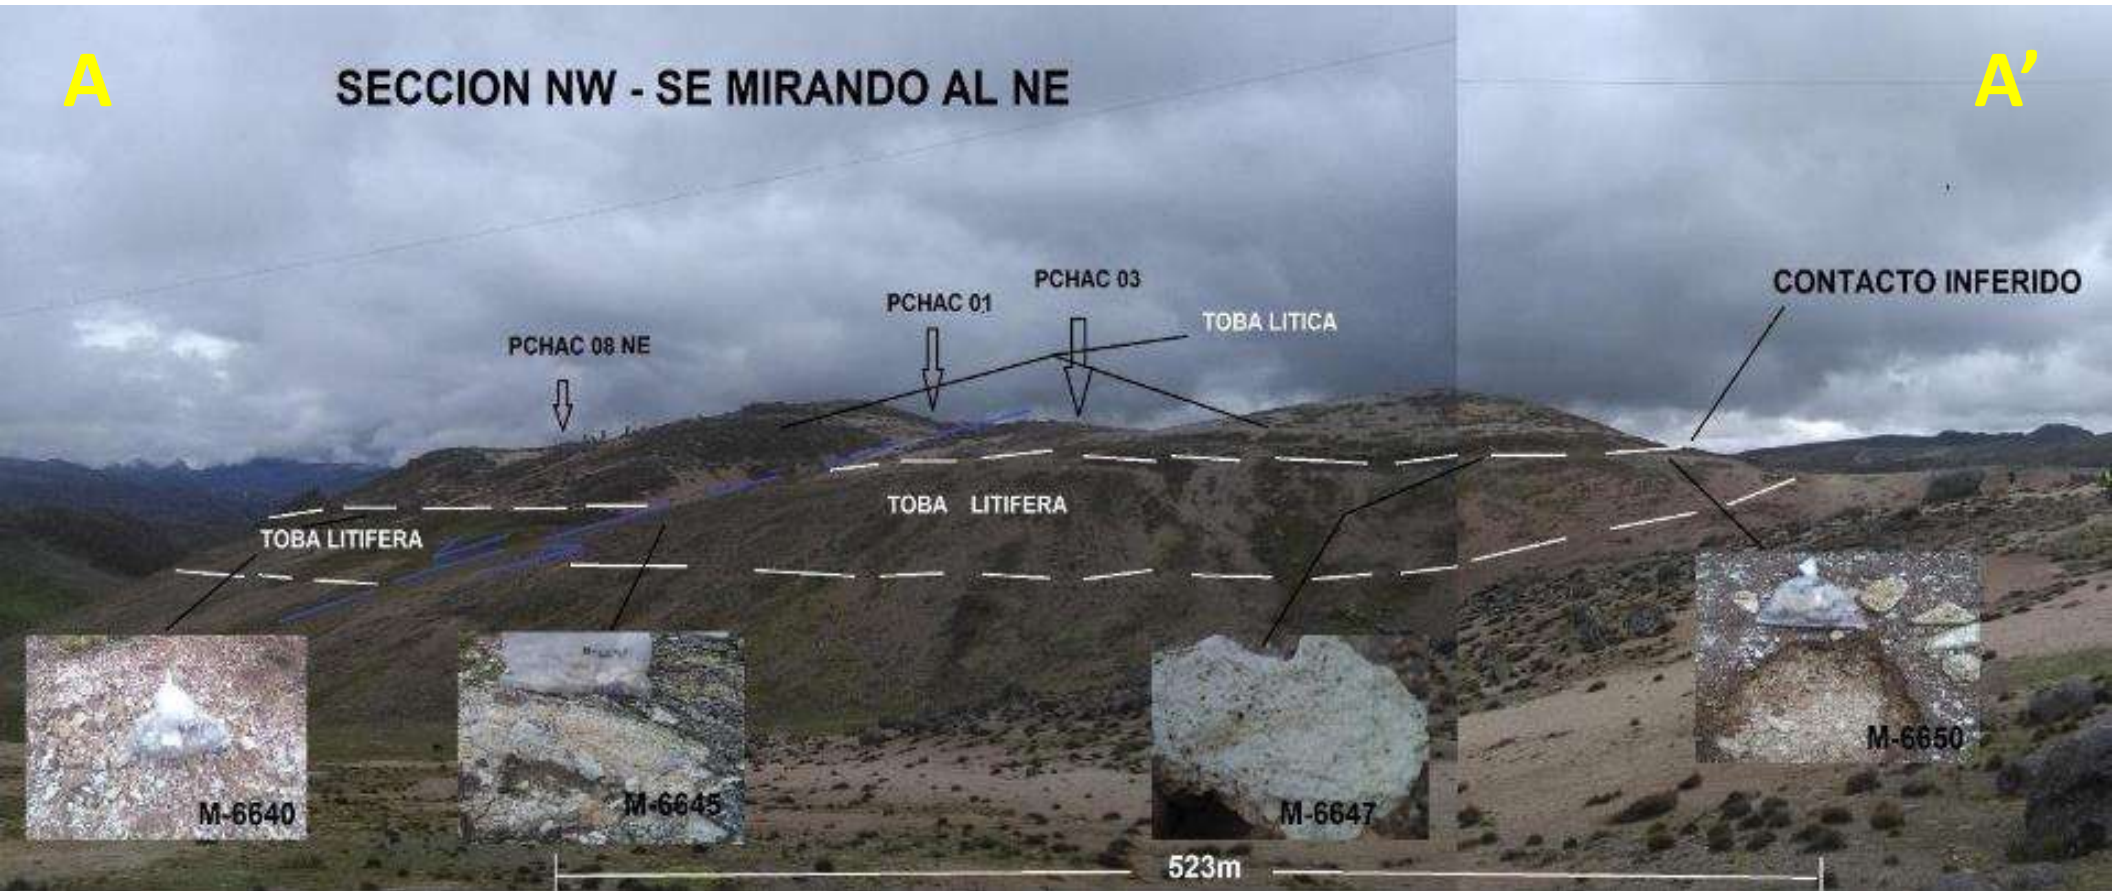 A
A’
SECCION NW - SE MIRANDO AL NE
PCHAC 03
CONTACTO INFERIDO
PCHAC 01
TOBA LITICA
PCHAC 08 NE
TOBA LITIFERA
TOBA LITIFERA
M-6640
M-6645
M-6647
M-6650
523m